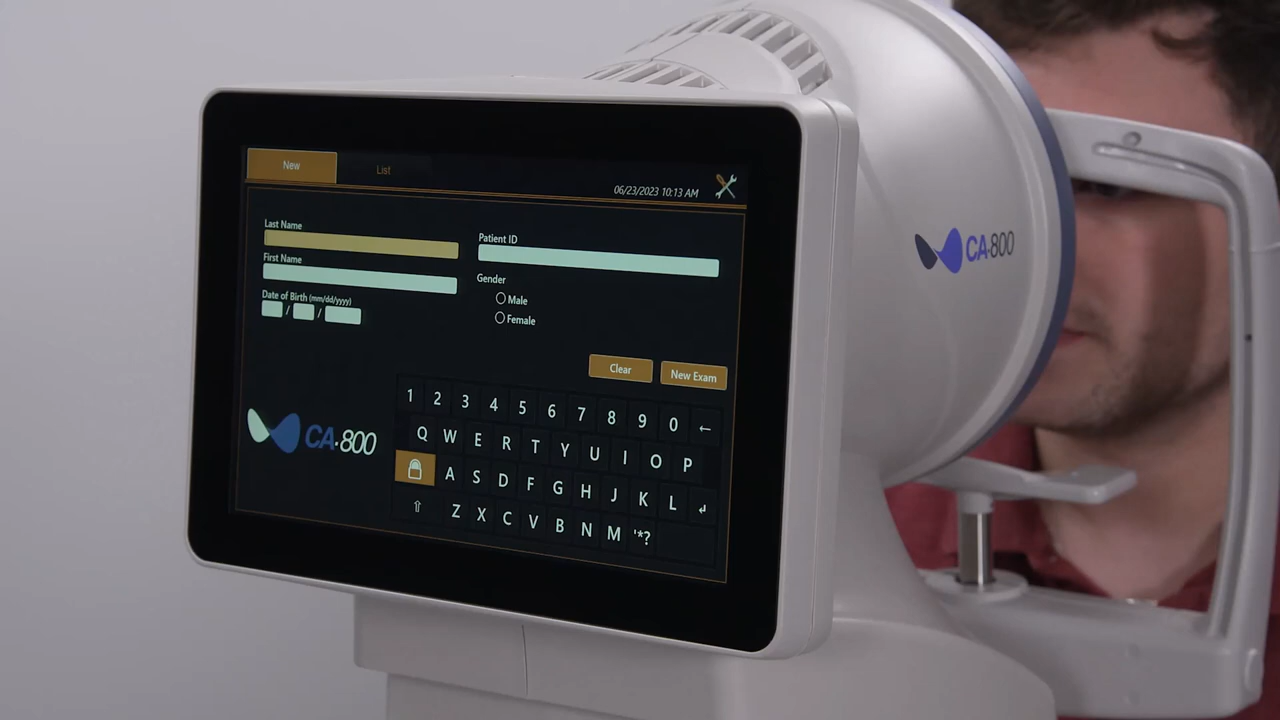 New List
06/23/2023 10:13 AM
Last Name
Patient ID
First Name
Gender
Date of Birth (mm/dd/yyyy)
Male
/ /
Female
Clear New Exam
1 2 3 4 5 6 7 8 9 0 ←
Q W E R T Y U I O P
A S D F G H J K L ↲
⇧ Z X C V B N M '*?
CA-800
CA-800